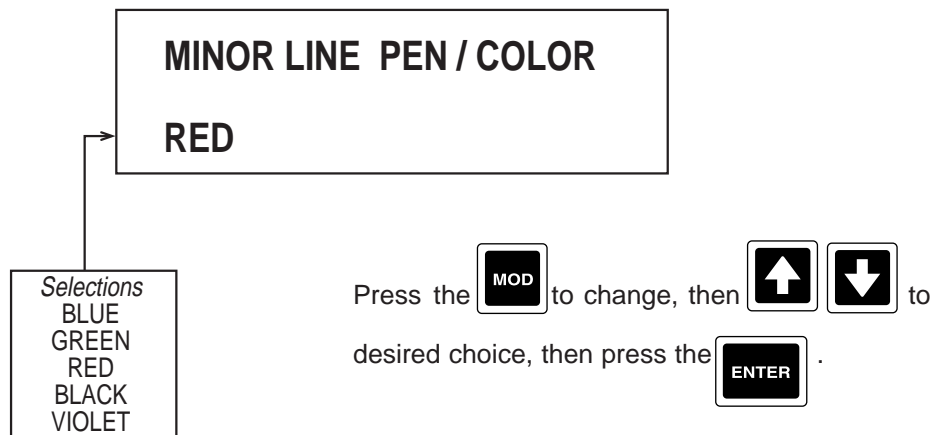 MINOR LINE PEN / COLOR
RED
Selections
BLUE
GREEN
RED
BLACK
VIOLET
Press the MOD to change, then to
desired choice, then press the ENTER .